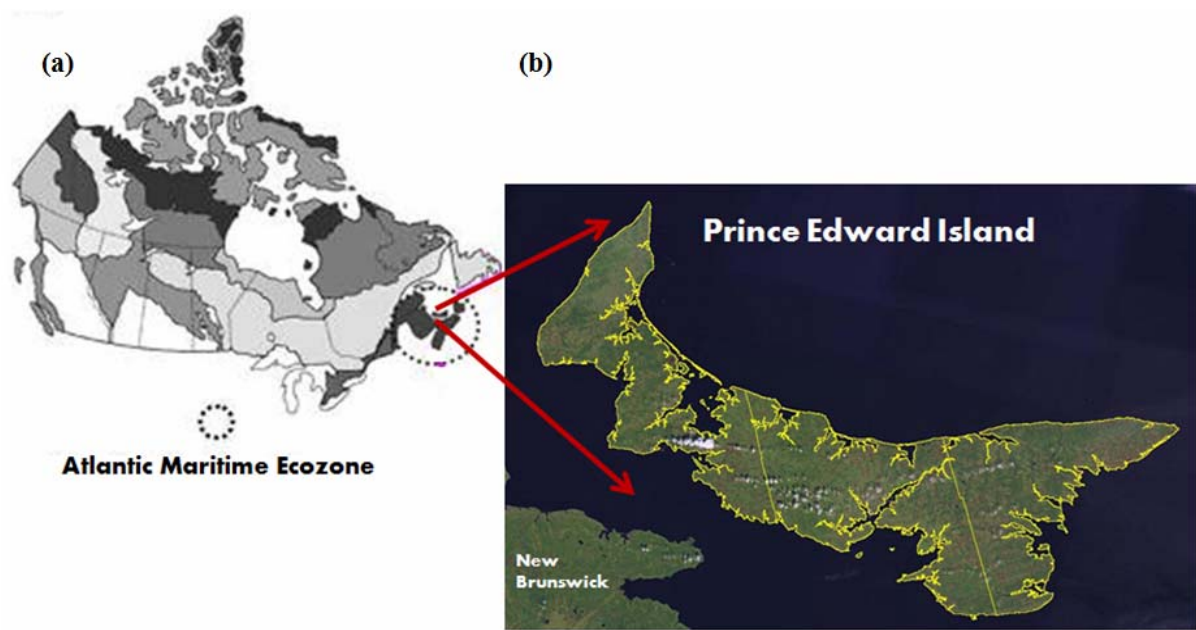 (a)
(b)
Prince Edward Island
Atlantic Maritime Ecozone
New
Brunswick